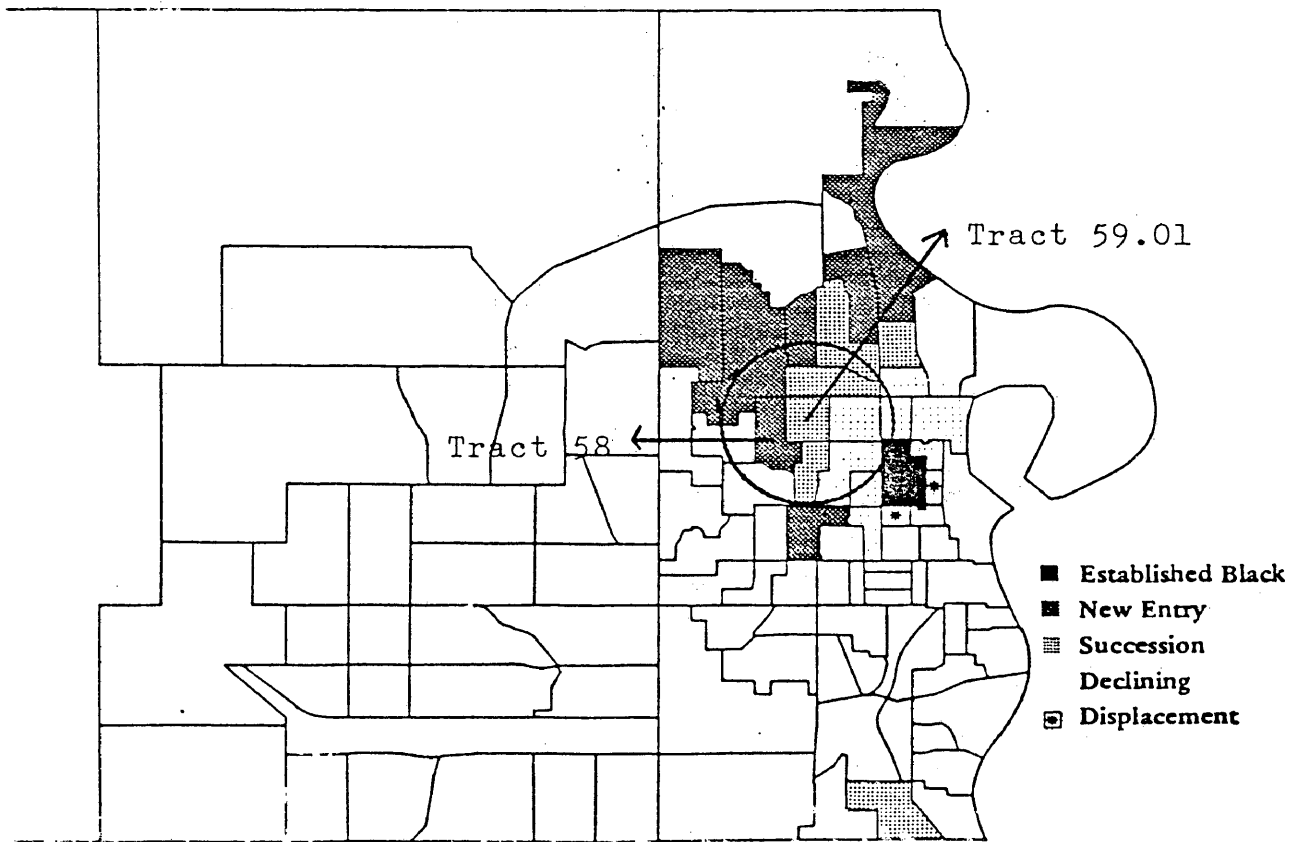 Tract 59.01
Tract 58
Established Black
New Entry
Succession
Declining
Displacement